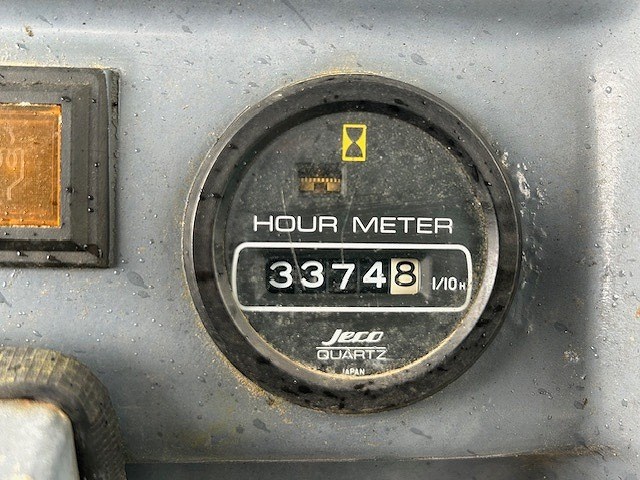 HOUR METER
33748 1/10H
Jeco
QUARTZ
JAPAN